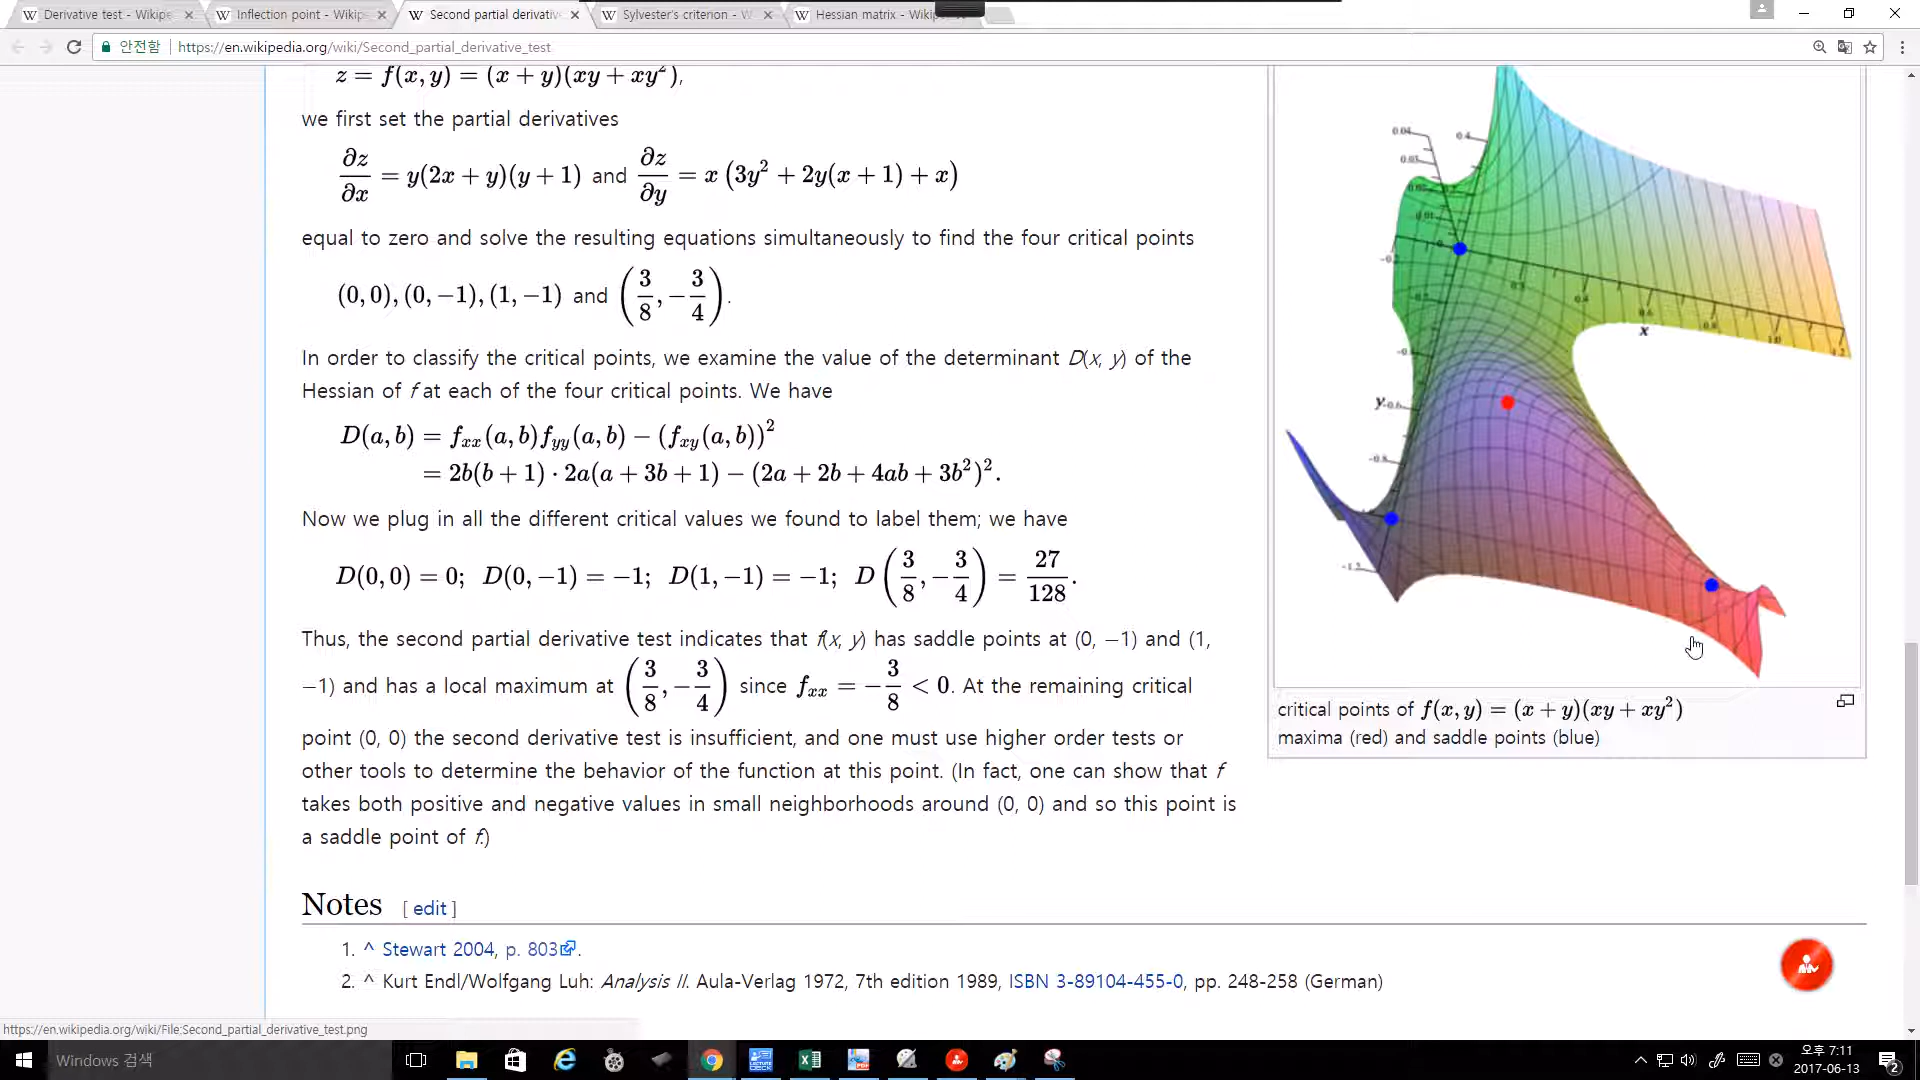 Derivative test - Wikipe
Inflection point - Wikip
Second partial derivativ
Sylvester's criterion - W
Hessian matrix - Wikip
안전함 | https://en.wikipedia.org/wiki/Second_partial_derivative_test
z = f(x, y) = (x + y)(xy + xy²),
we first set the partial derivatives
∂z/∂x = y(2x + y)(y + 1) and ∂z/∂y = x (3y² + 2y(x + 1) + x)
equal to zero and solve the resulting equations simultaneously to find the four critical points
(0, 0), (0, −1), (1, −1) and (3/8, −3/4).
In order to classify the critical points, we examine the value of the determinant D(x, y) of the
Hessian of f at each of the four critical points. We have
D(a, b) = fxx(a, b)fyy(a, b) − (fxy(a, b))²
= 2b(b + 1) · 2a(a + 3b + 1) − (2a + 2b + 4ab + 3b²)².
Now we plug in all the different critical values we found to label them; we have
D(0, 0) = 0; D(0, −1) = −1; D(1, −1) = −1; D(3/8, −3/4) = 27/128.
Thus, the second partial derivative test indicates that f(x, y) has saddle points at (0, −1) and (1,
−1) and has a local maximum at (3/8, −3/4) since fxx = −3/8 < 0. At the remaining critical
point (0, 0) the second derivative test is insufficient, and one must use higher order tests or
other tools to determine the behavior of the function at this point. (In fact, one can show that f
takes both positive and negative values in small neighborhoods around (0, 0) and so this point is
a saddle point of f.)
x
y
critical points of f(x, y) = (x + y)(xy + xy²)
maxima (red) and saddle points (blue)
Notes [ edit ]
1. ^ Stewart 2004, p. 803.
2. ^ Kurt Endl/Wolfgang Luh: Analysis II. Aula-Verlag 1972, 7th edition 1989, ISBN 3-89104-455-0, pp. 248-258 (German)
https://en.wikipedia.org/wiki/File:Second_partial_derivative_test.png
Windows 검색
오후 7:11
2017-06-13
2